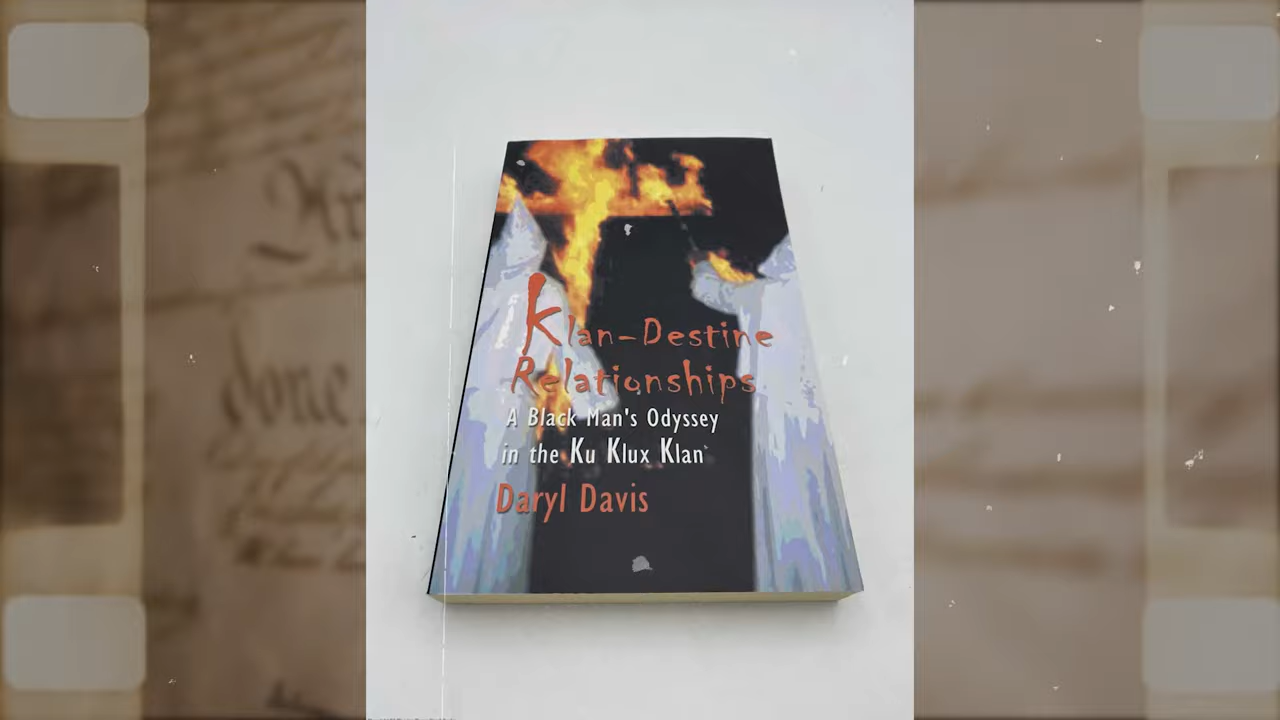 Klan-Destine
Relationships
A Black Man's Odyssey
in the Ku Klux Klan
Daryl Davis